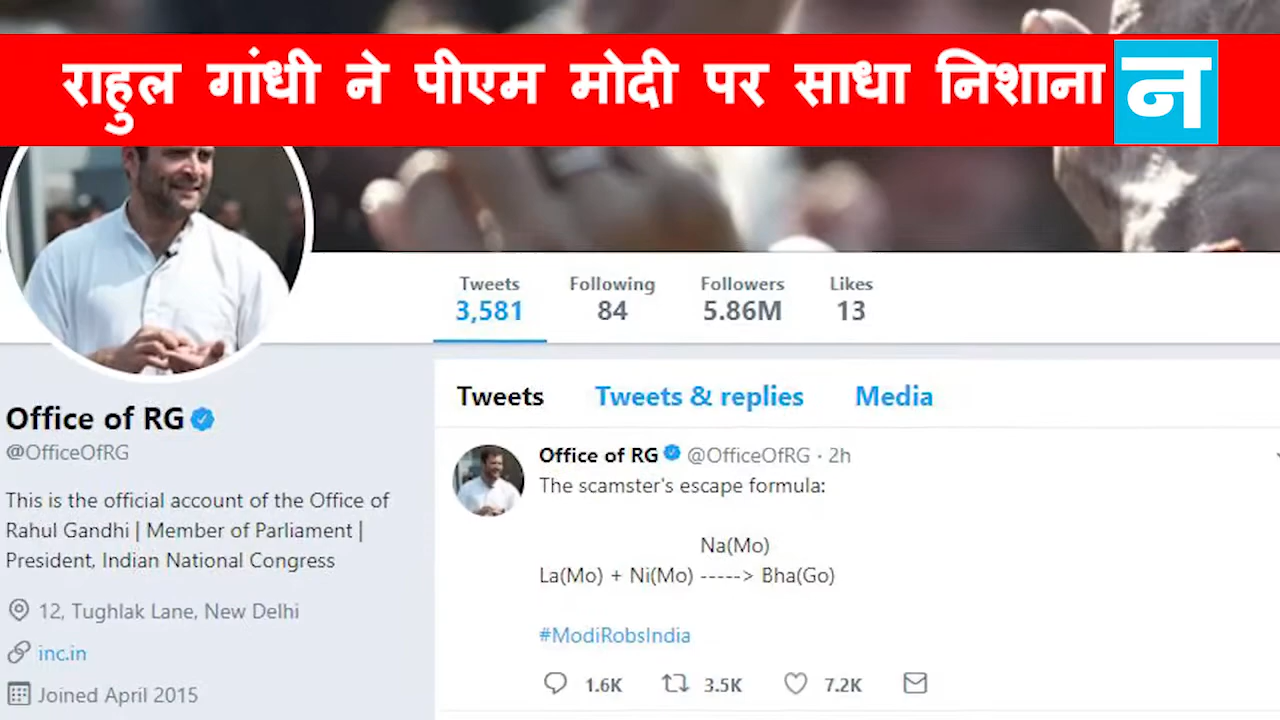 राहुल गांधी ने पीएम मोदी पर साधा निशाना न
Tweets Following Followers Likes
3,581 84 5.86M 13
Tweets Tweets & replies Media
Office of RG
@OfficeOfRG
This is the official account of the Office of
Rahul Gandhi | Member of Parliament |
President, Indian National Congress
12, Tughlak Lane, New Delhi
inc.in
Joined April 2015
Office of RG @OfficeOfRG · 2h
The scamster's escape formula:
Na(Mo)
La(Mo) + Ni(Mo) -----> Bha(Go)
#ModiRobsIndia
1.6K 3.5K 7.2K